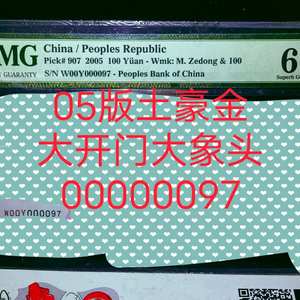 MG
China / Peoples Republic
Pick# 907 2005 100 Yüan - Wmk: M. Zedong & 100
S/N W00Y000097 - Peoples Bank of China
6
05版土豪金
大开门大象头
00000097
W00Y000097